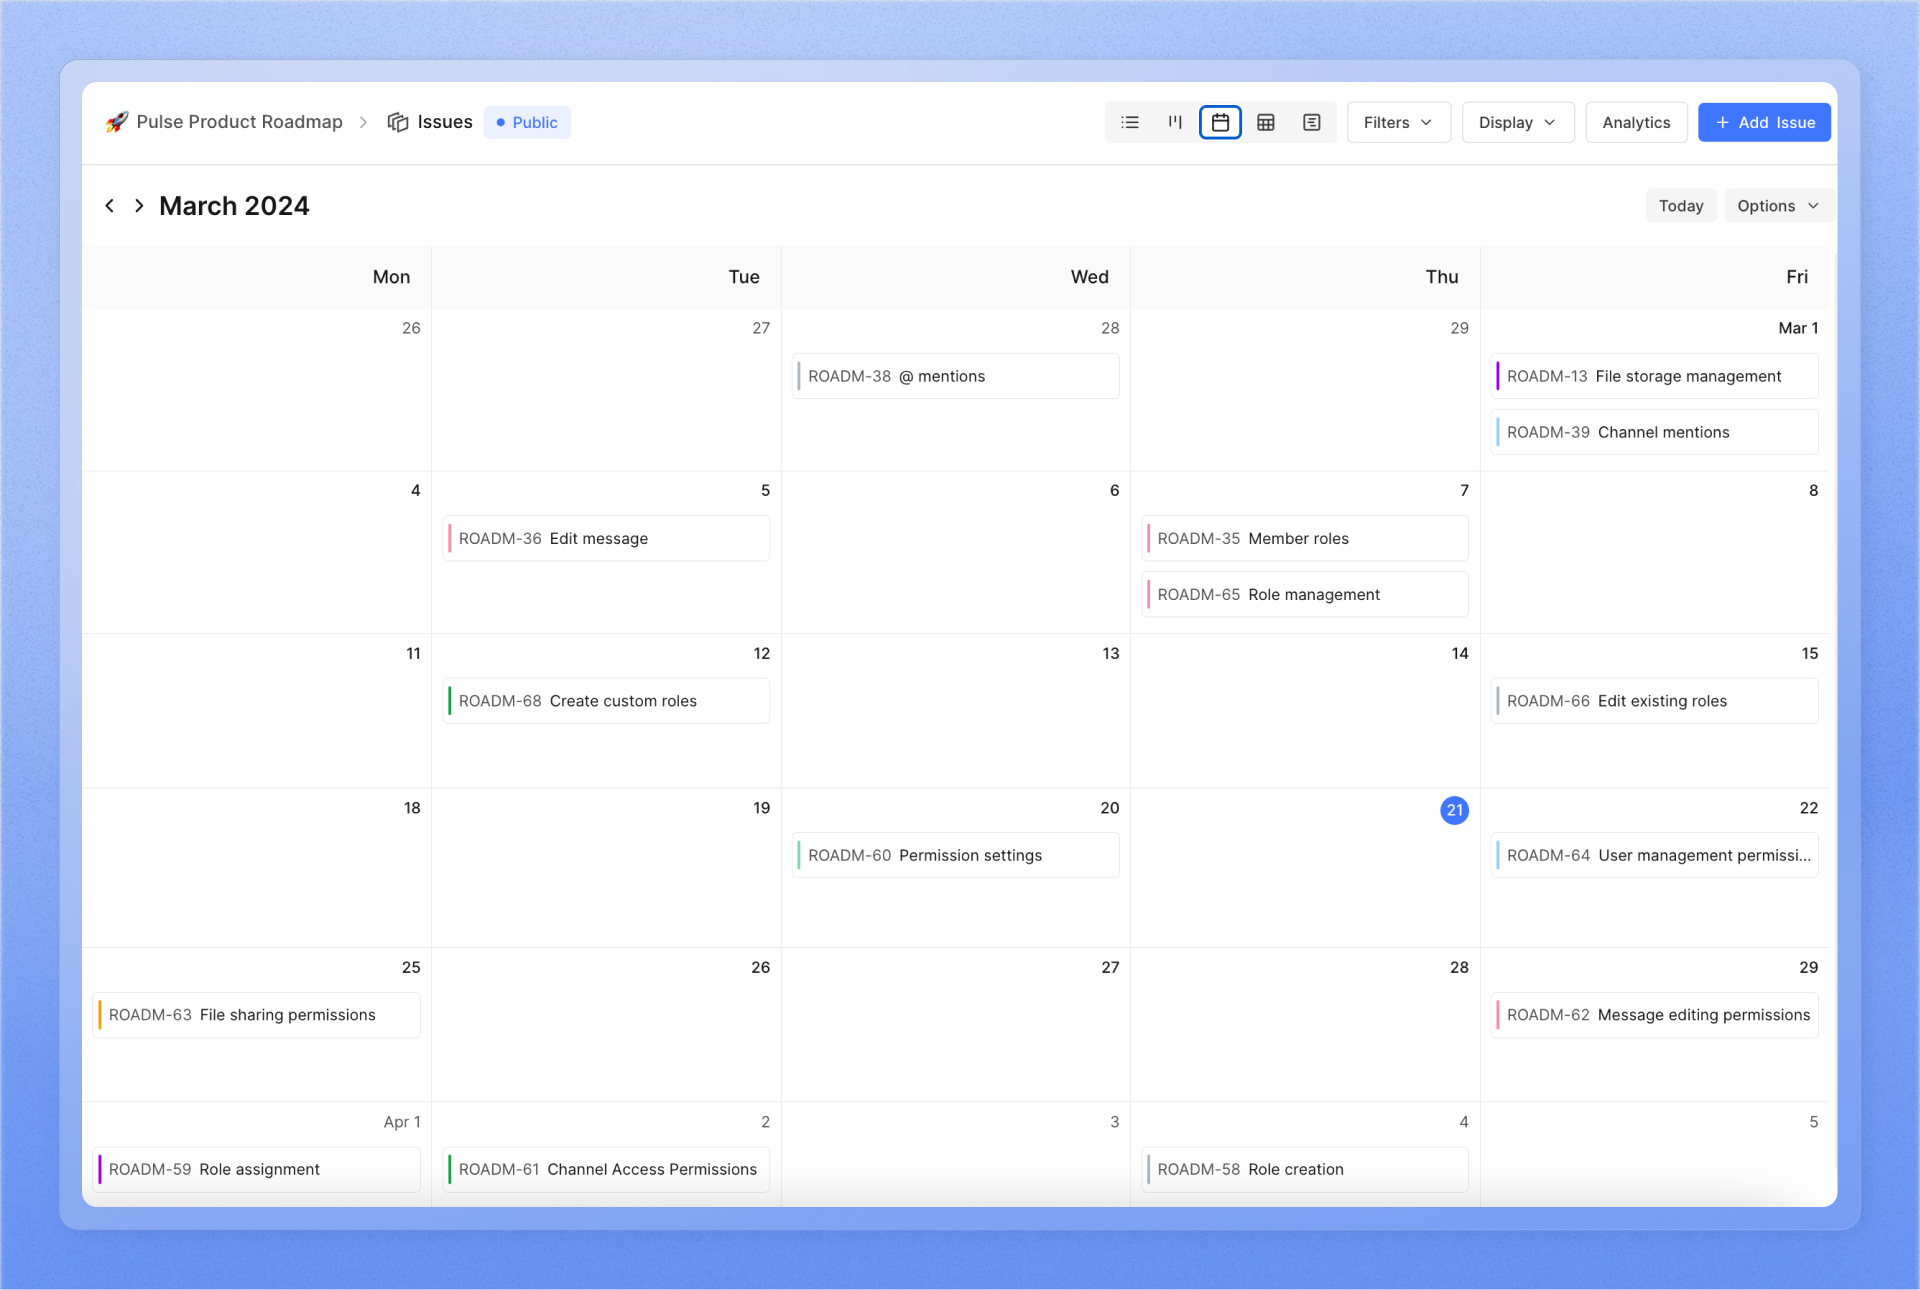 Pulse Product Roadmap
Issues
Public
Filters
Display
Analytics
+ Add Issue
March 2024
Today
Options
Mon Tue Wed Thu Fri
26 27 28 29 Mar 1
ROADM-38 @ mentions
ROADM-13 File storage management
ROADM-39 Channel mentions
4 5 6 7 8
ROADM-36 Edit message
ROADM-35 Member roles
ROADM-65 Role management
11 12 13 14 15
ROADM-68 Create custom roles
ROADM-66 Edit existing roles
18 19 20 21 22
ROADM-60 Permission settings
ROADM-64 User management permissi...
25 26 27 28 29
ROADM-63 File sharing permissions
ROADM-62 Message editing permissions
Apr 1 2 3 4 5
ROADM-59 Role assignment
ROADM-61 Channel Access Permissions
ROADM-58 Role creation